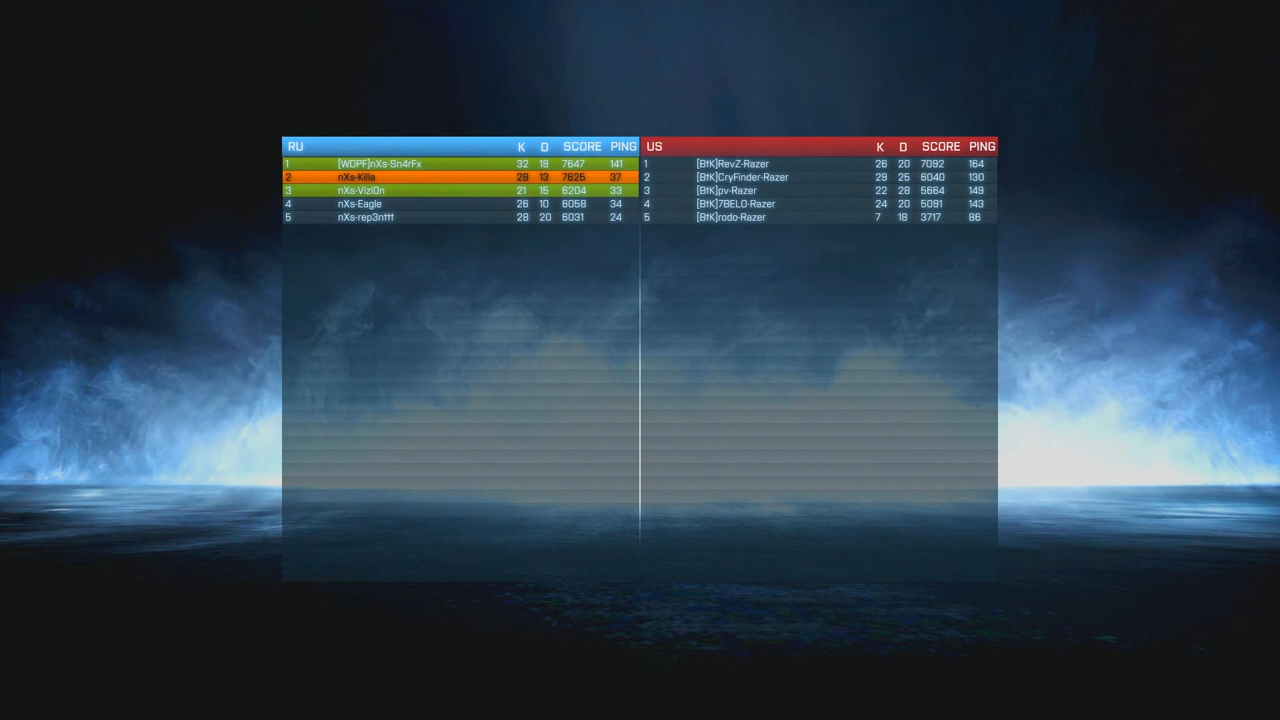 RU K D SCORE PING
1 [WDPF]nXs-Sn4rFx 32 19 7647 141
2 nXs-Killa 28 13 7625 37
3 nXs-Vizi0n 21 15 6204 33
4 nXs-Eagle 26 10 6058 34
5 nXs-rep3nttt 28 20 6031 24
US K D SCORE PING
1 [BtK]RevZ-Razer 26 20 7092 164
2 [BtK]CryFinder-Razer 29 25 6040 130
3 [BtK]pv-Razer 22 28 5664 149
4 [BtK]7BELO-Razer 24 20 5091 143
5 [BtK]rodo-Razer 7 18 3717 86